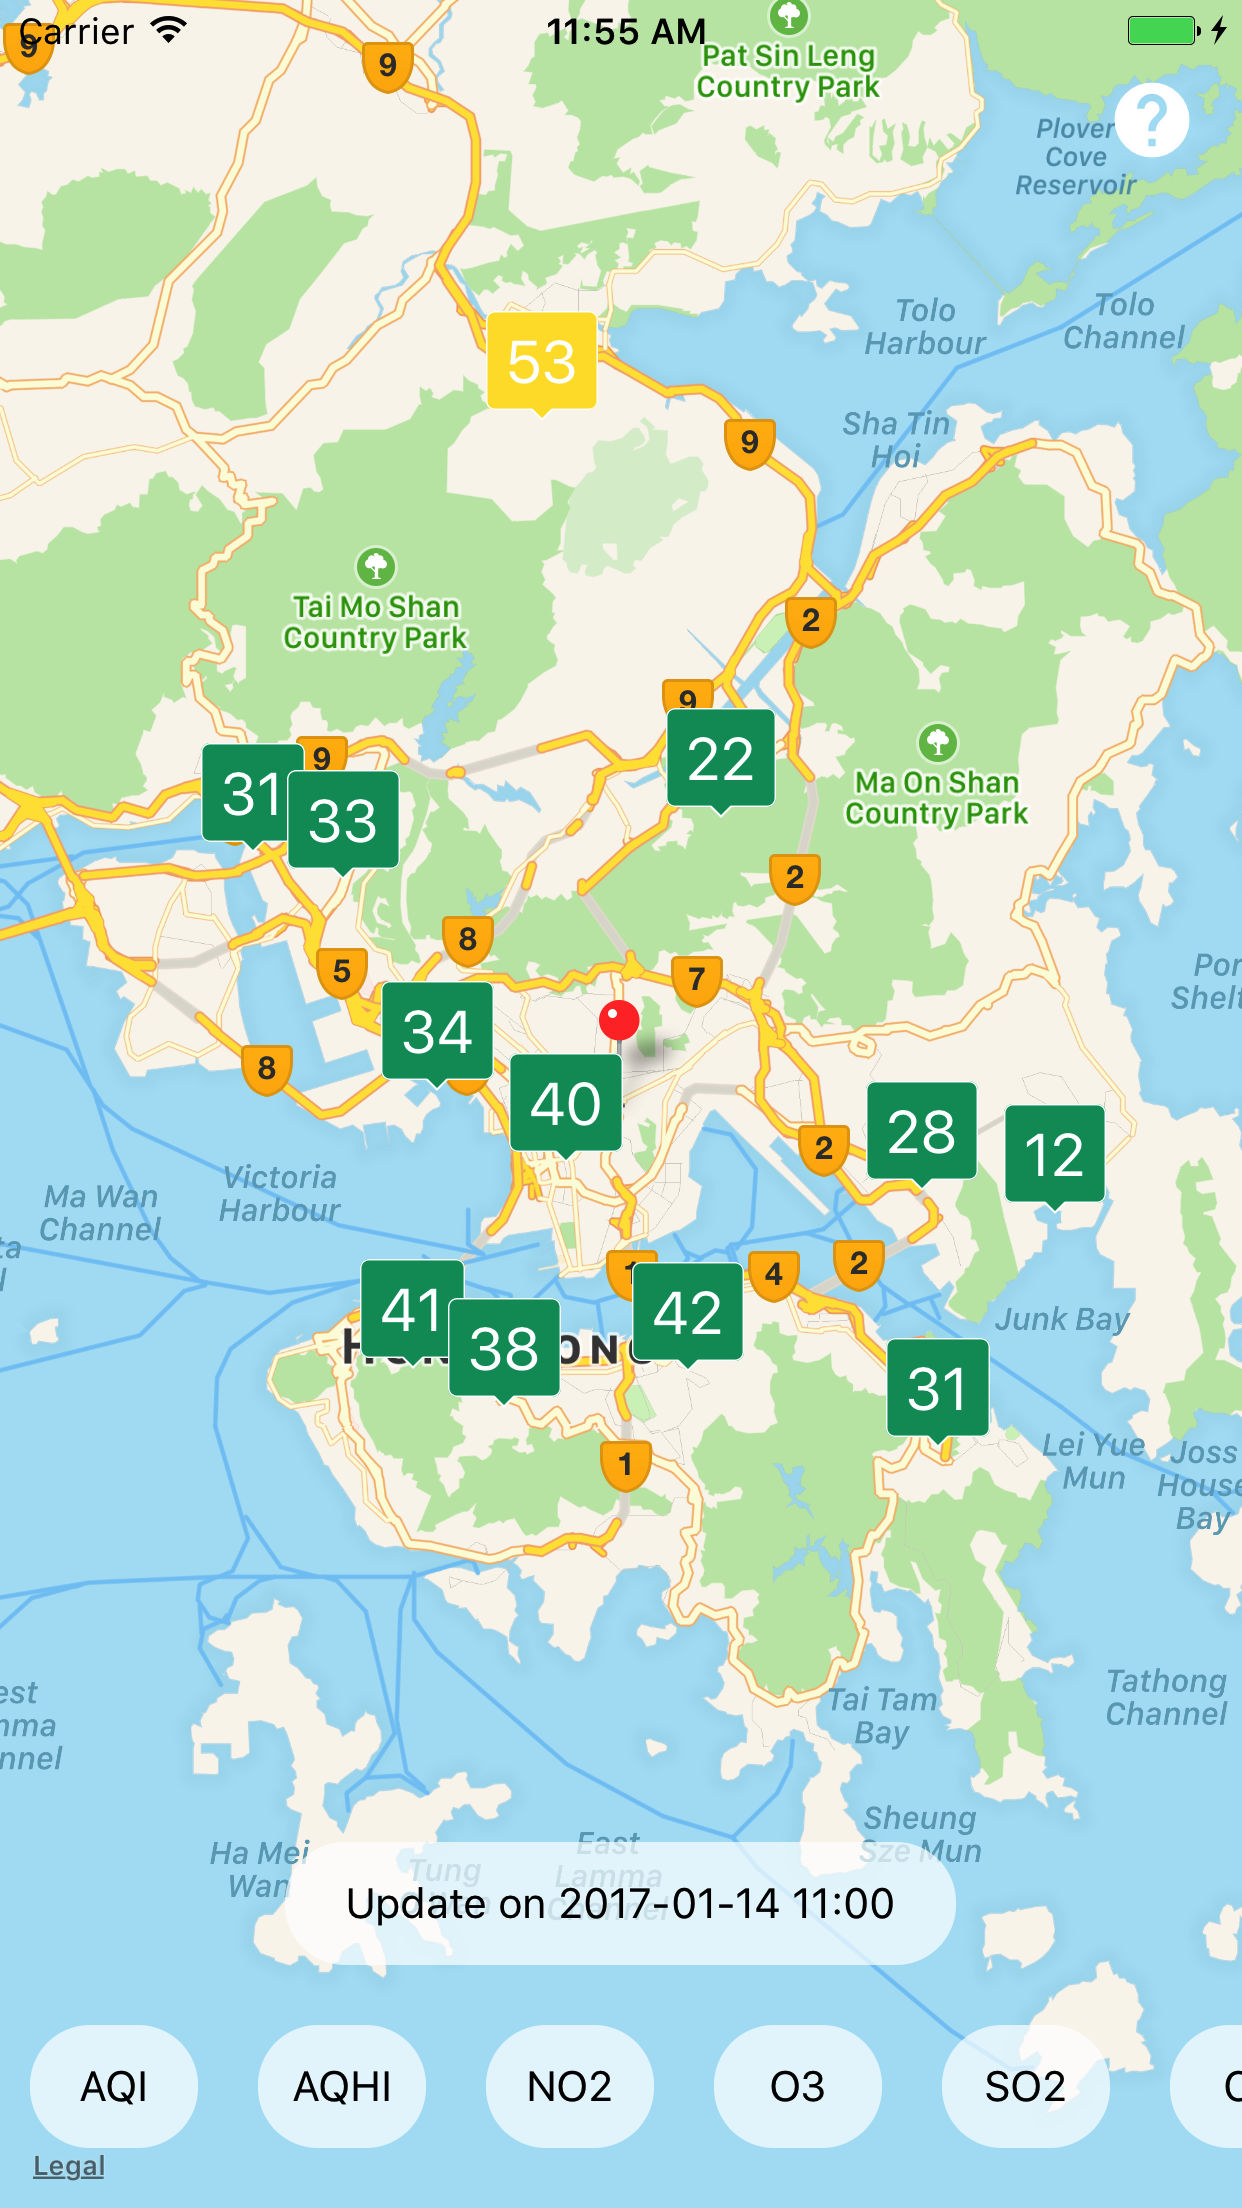 Carrier
11:55 AM
9
9
Pat Sin Leng
Country Park
Plover
Cove
Reservoir
?
Tolo
Harbour
Tolo
Channel
53
9
Sha Tin
Hoi
Tai Mo Shan
Country Park
2
9
22
Ma On Shan
Country Park
31
9
33
2
8
5
7
Por
Shelt
34
8
40
28
12
2
Victoria
Harbour
Ma Wan
Channel
41
38
42
4
2
Junk Bay
31
1
Lei Yue
Mun
Joss
House
Bay
Tathong
Channel
Tai Tam
Bay
Sheung
Sze Mun
Ha Mei
Wan
Tung
East
Lamma
Channel
Update on 2017-01-14 11:00
AQI
AQHI
NO2
O3
SO2
Legal